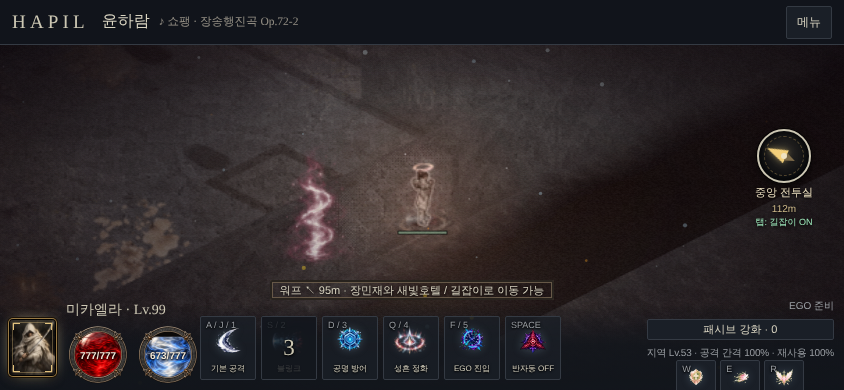 HAPIL 윤하람 ♪ 쇼팽 · 장송행진곡 Op.72-2
메뉴
중앙 전투실
112m
탭: 길잡이 ON
워프 ↖ 95m · 장민재와 새빛호텔 / 길잡이로 이동 가능
EGO 준비
미카엘라 · Lv.99
777/777
673/777
A / J / 1
기본 공격
S / 2
3
블링크
D / 3
공명 방어
Q / 4
성흔 정화
F / 5
EGO 진입
SPACE
반자동 OFF
패시브 강화 · 0
지역 Lv.53 · 공격 간격 100% · 재사용 100%
W
E
R